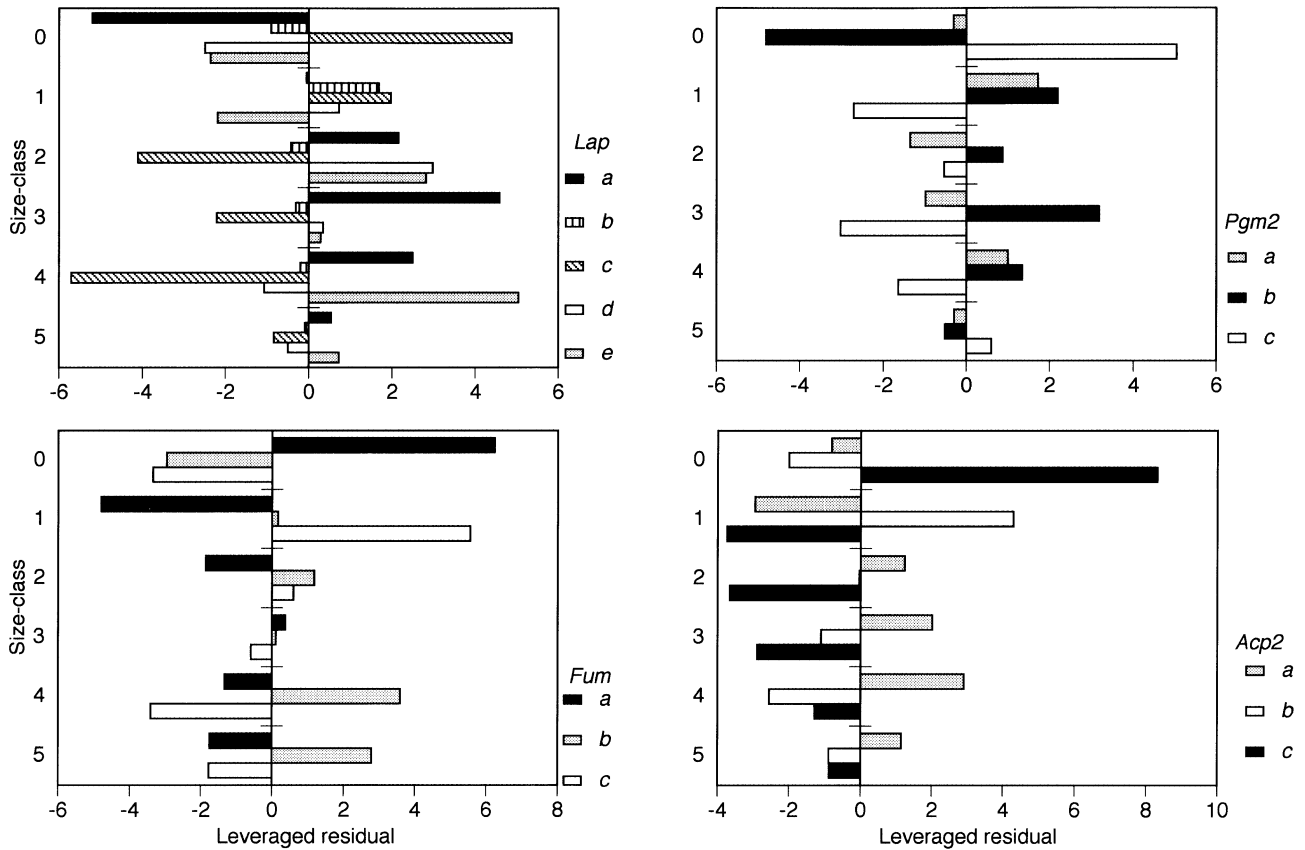 Size-class
0
1
2
3
4
5
-6 -4 -2 0 2 4 6
Lap
a
b
c
d
e
0
1
2
3
4
5
-6 -4 -2 0 2 4 6
Pgm2
a
b
c
Size-class
0
1
2
3
4
5
-6 -4 -2 0 2 4 6 8
Leveraged residual
Fum
a
b
c
0
1
2
3
4
5
-4 -2 0 2 4 6 8 10
Leveraged residual
Acp2
a
b
c